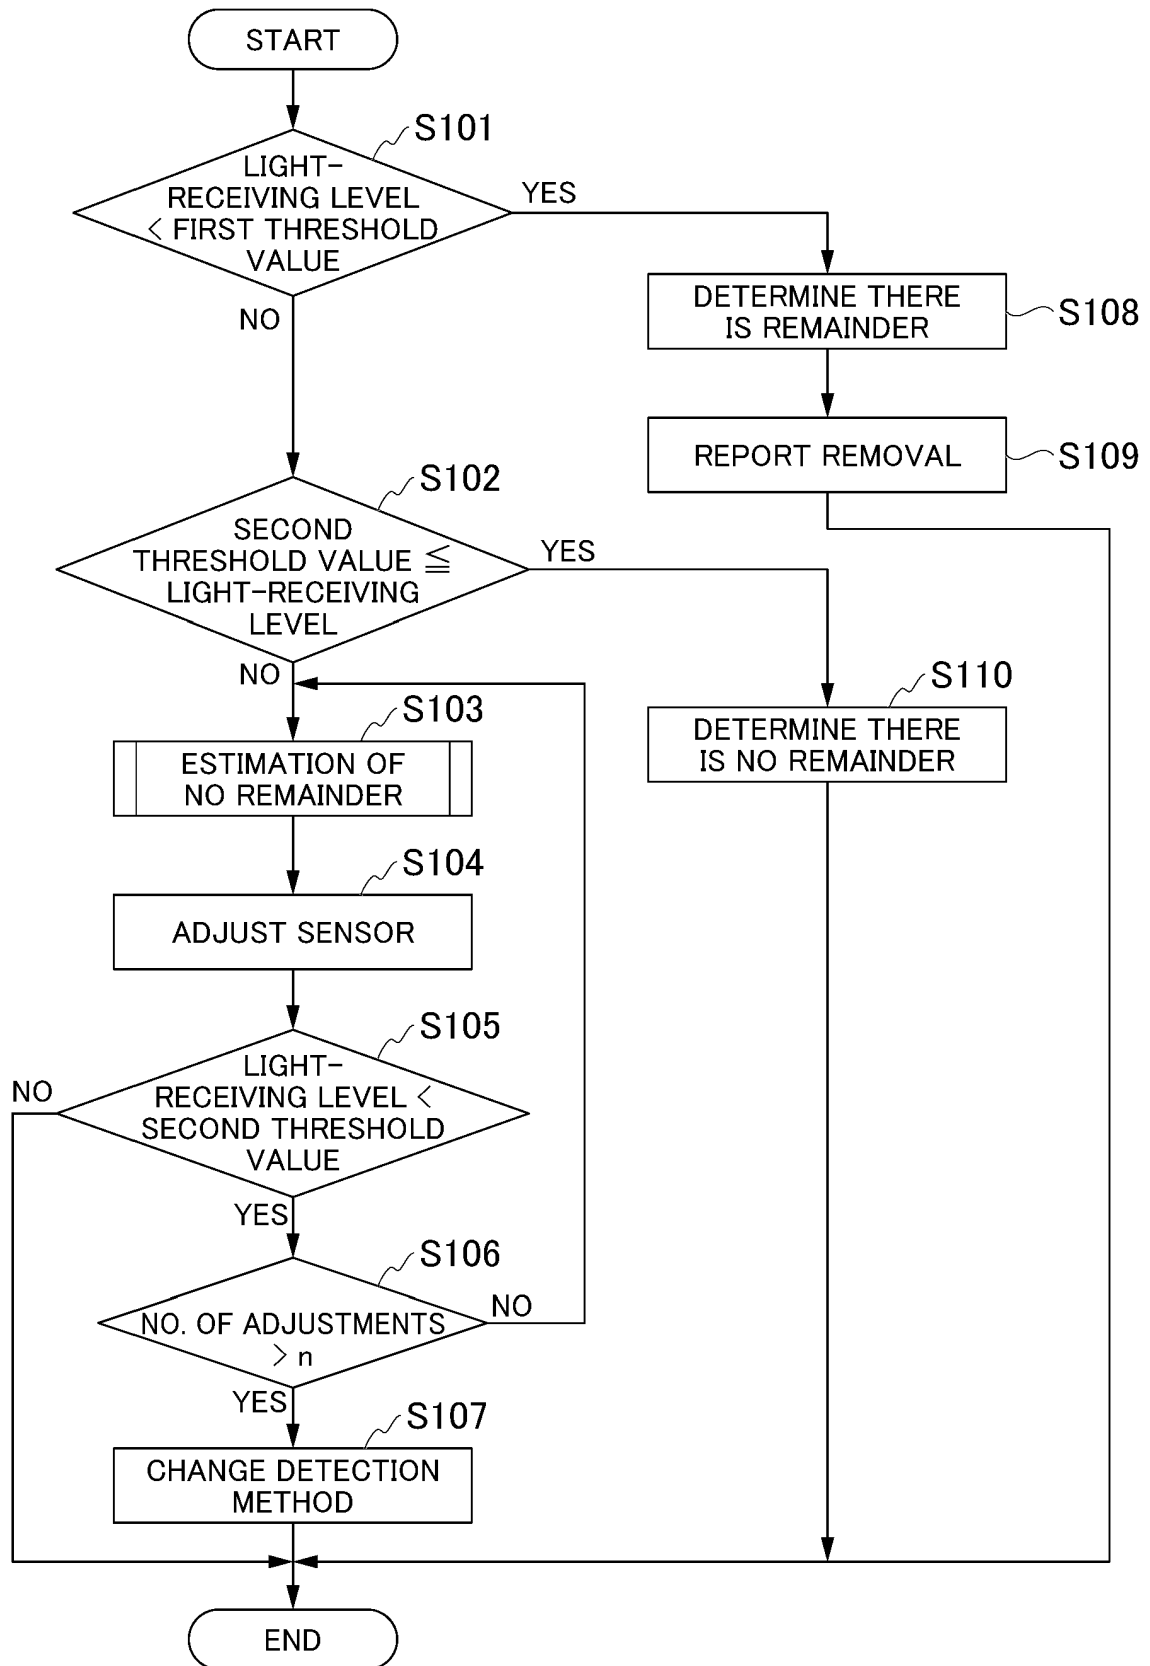 START
S101
LIGHT-
RECEIVING LEVEL
< FIRST THRESHOLD
VALUE
YES
NO
DETERMINE THERE
IS REMAINDER
S108
REPORT REMOVAL
S109
S102
SECOND
THRESHOLD VALUE ≦
LIGHT-RECEIVING
LEVEL
YES
NO
S110
DETERMINE THERE
IS NO REMAINDER
S103
ESTIMATION OF
NO REMAINDER
S104
ADJUST SENSOR
S105
LIGHT-
RECEIVING LEVEL <
SECOND THRESHOLD
VALUE
NO
YES
S106
NO. OF ADJUSTMENTS
> n
NO
YES
S107
CHANGE DETECTION
METHOD
END